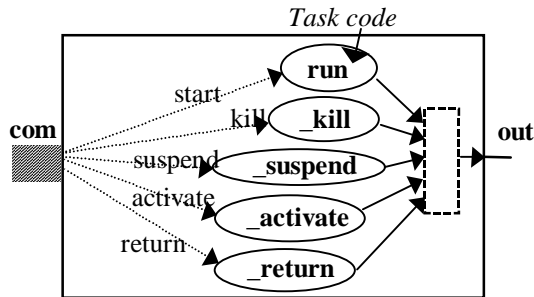 Task code
run
start
kill
_kill
com
out
suspend
_suspend
activate
_activate
return
_return